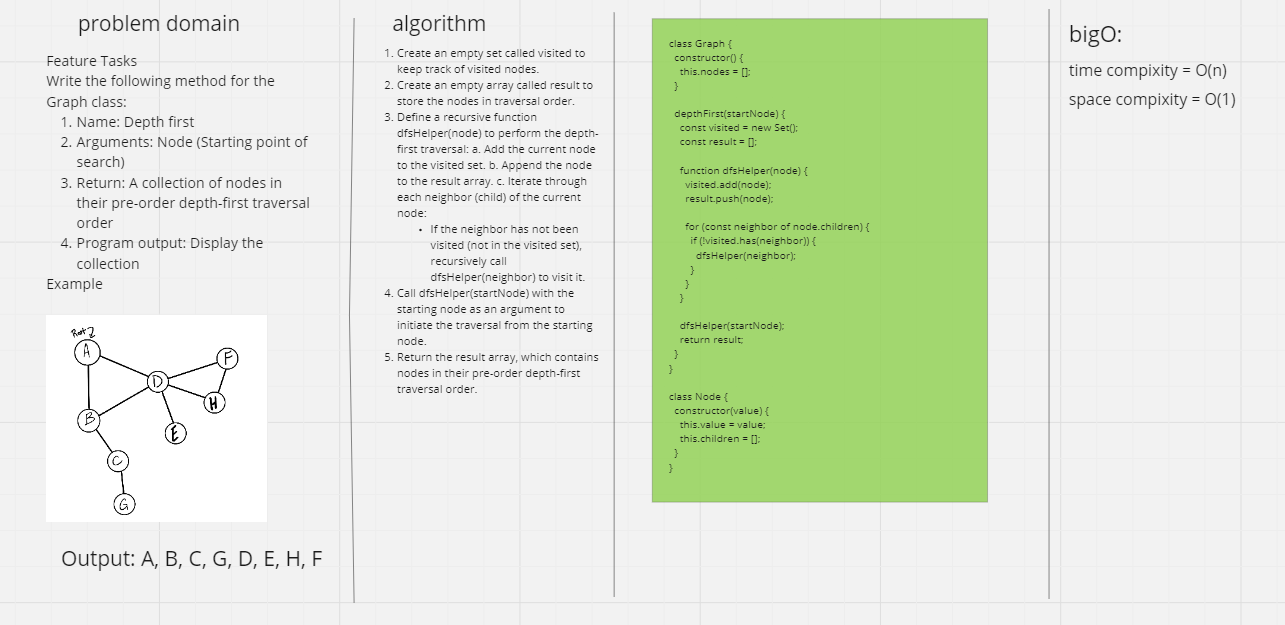 problem domain
Feature Tasks
Write the following method for the
Graph class:
1. Name: Depth first
2. Arguments: Node (Starting point of
search)
3. Return: A collection of nodes in
their pre-order depth-first traversal
order
4. Program output: Display the
collection
Example
Root
A
F
D
H
B
E
C
G
Output: A, B, C, G, D, E, H, F
algorithm
1. Create an empty set called visited to
keep track of visited nodes.
2. Create an empty array called result to
store the nodes in traversal order.
3. Define a recursive function
dfsHelper(node) to perform the depth-
first traversal: a. Add the current node
to the visited set. b. Append the node
to the result array. c. Iterate through
each neighbor (child) of the current
node:
• If the neighbor has not been
visited (not in the visited set),
recursively call
dfsHelper(neighbor) to visit it.
4. Call dfsHelper(startNode) with the
starting node as an argument to
initiate the traversal from the starting
node.
5. Return the result array, which contains
nodes in their pre-order depth-first
traversal order.
class Graph {
constructor() {
this.nodes = [];
}
depthFirst(startNode) {
const visited = new Set();
const result = [];
function dfsHelper(node) {
visited.add(node);
result.push(node);
for (const neighbor of node.children) {
if (!visited.has(neighbor)) {
dfsHelper(neighbor);
}
}
}
dfsHelper(startNode);
return result;
}
}
class Node {
constructor(value) {
this.value = value;
this.children = [];
}
}
bigO:
time compixity = O(n)
space compixity = O(1)